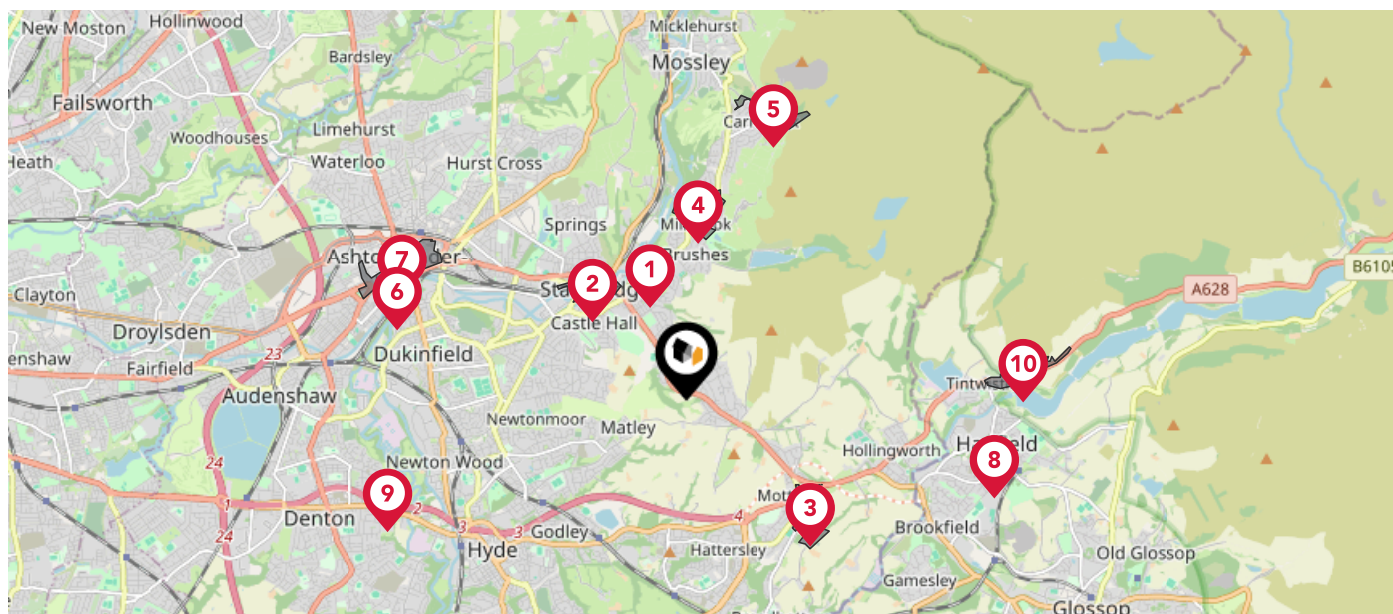 New Moston
Hollinwood
Micklehurst
Bardsley
Mossley
Failsworth
5
Limehurst
Woodhouses
Heath
Waterloo
Hurst Cross
4
Springs
Brushes
7
1
B6105
2
6
A628
Clayton
Castle Hall
Droylsden
enshaw
23
Dukinfield
Fairfield
10
Audenshaw
Newtonmoor
Matley
Hollingworth
24
Newton Wood
8
9
1
2
3
3
4
3
Denton
Godley
Brookfield
24
Hyde
Hattersley
Old Glossop
Gamesley
Glossop